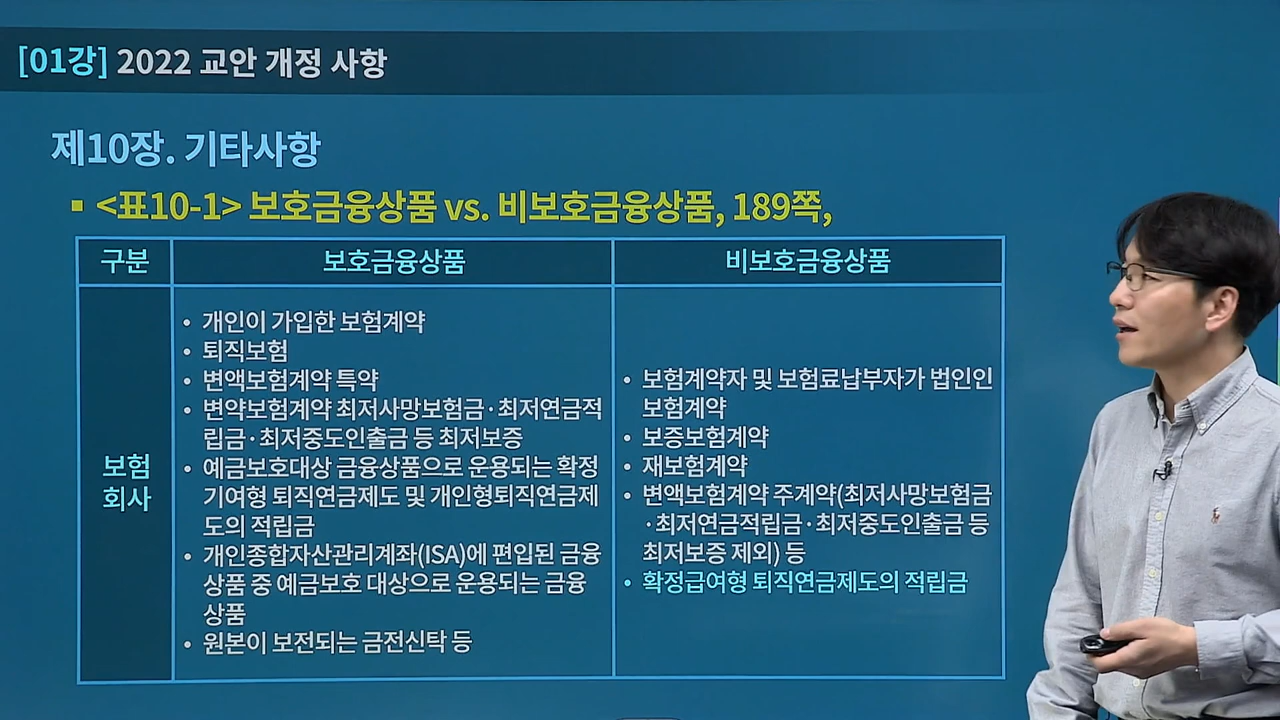 [01강] 2022 교안 개정 사항
제10장. 기타사항
▪ <표10-1> 보호금융상품 vs. 비보호금융상품, 189쪽,
구분
보호금융상품
비보호금융상품
보험
회사
• 개인이 가입한 보험계약
• 퇴직보험
• 변액보험계약 특약
• 변약보험계약 최저사망보험금·최저연금적
립금·최저중도인출금 등 최저보증
• 예금보호대상 금융상품으로 운용되는 확정
기여형 퇴직연금제도 및 개인형퇴직연금제
도의 적립금
• 개인종합자산관리계좌(ISA)에 편입된 금융
상품 중 예금보호 대상으로 운용되는 금융
상품
• 원본이 보전되는 금전신탁 등
• 보험계약자 및 보험료납부자가 법인인
보험계약
• 보증보험계약
• 재보험계약
• 변액보험계약 주계약(최저사망보험금
·최저연금적립금·최저중도인출금 등
최저보증 제외) 등
• 확정급여형 퇴직연금제도의 적립금